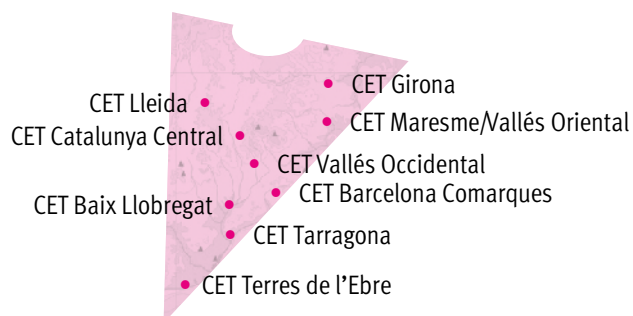 CET Girona
CET Lleida
CET Maresme/Vallés Oriental
CET Catalunya Central
CET Vallés Occidental
CET Barcelona Comarques
CET Baix Llobregat
CET Tarragona
CET Terres de l’Ebre